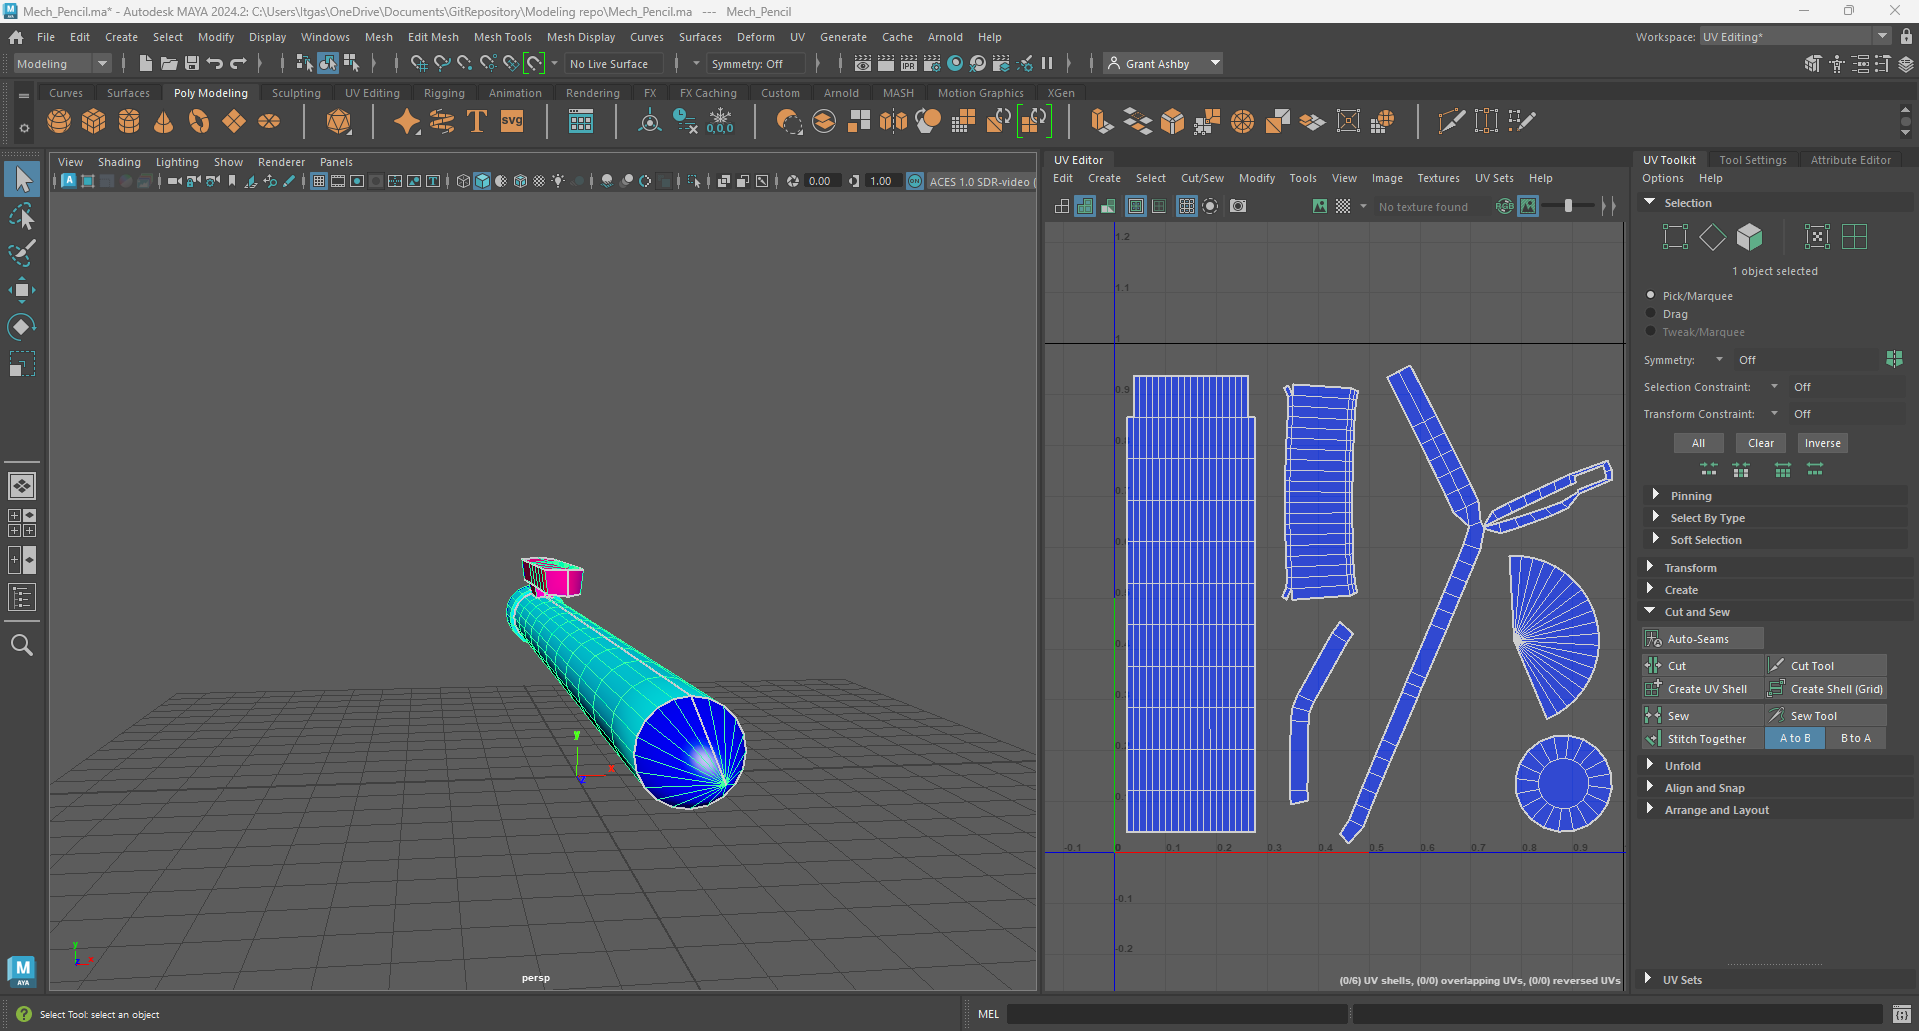 Mech_Pencil.ma* - Autodesk MAYA 2024.2: C:\Users\ltgas\OneDrive\Documents\GitRepository\Modeling repo\Mech_Pencil.ma --- Mech_Pencil
File Edit Create Select Modify Display Windows Mesh Edit Mesh Mesh Tools Mesh Display Curves Surfaces Deform UV Generate Cache Arnold Help
Workspace: UV Editing*
Modeling No Live Surface Symmetry: Off IPR Grant Ashby
Curves Surfaces Poly Modeling Sculpting UV Editing Rigging Animation Rendering FX FX Caching Custom Arnold MASH Motion Graphics XGen
svg 0,0,0
View Shading Lighting Show Renderer Panels
0.00 1.00 ON ACES 1.0 SDR-video (
UV Editor
Edit Create Select Cut/Sew Modify Tools View Image Textures UV Sets Help
No texture found RGB
1.2
1.1
1
0.9
-0.1 0 0.1 0.2 0.3 0.4 0.5 0.6 0.7 0.8 0.9
-0.1
-0.2
(0/6) UV shells, (0/0) overlapping UVs, (0/0) reversed UVs
y
x
z
y
x
z
persp
UV Toolkit Tool Settings Attribute Editor
Options Help
Selection
1 object selected
Pick/Marquee
Drag
Tweak/Marquee
Symmetry: Off
Selection Constraint: Off
Transform Constraint: Off
All Clear Inverse
Pinning
Select By Type
Soft Selection
Transform
Create
Cut and Sew
Auto-Seams
Cut Cut Tool
Create UV Shell Create Shell (Grid)
Sew Sew Tool
Stitch Together A to B B to A
Unfold
Align and Snap
Arrange and Layout
UV Sets
M
AYA
Select Tool: select an object
MEL